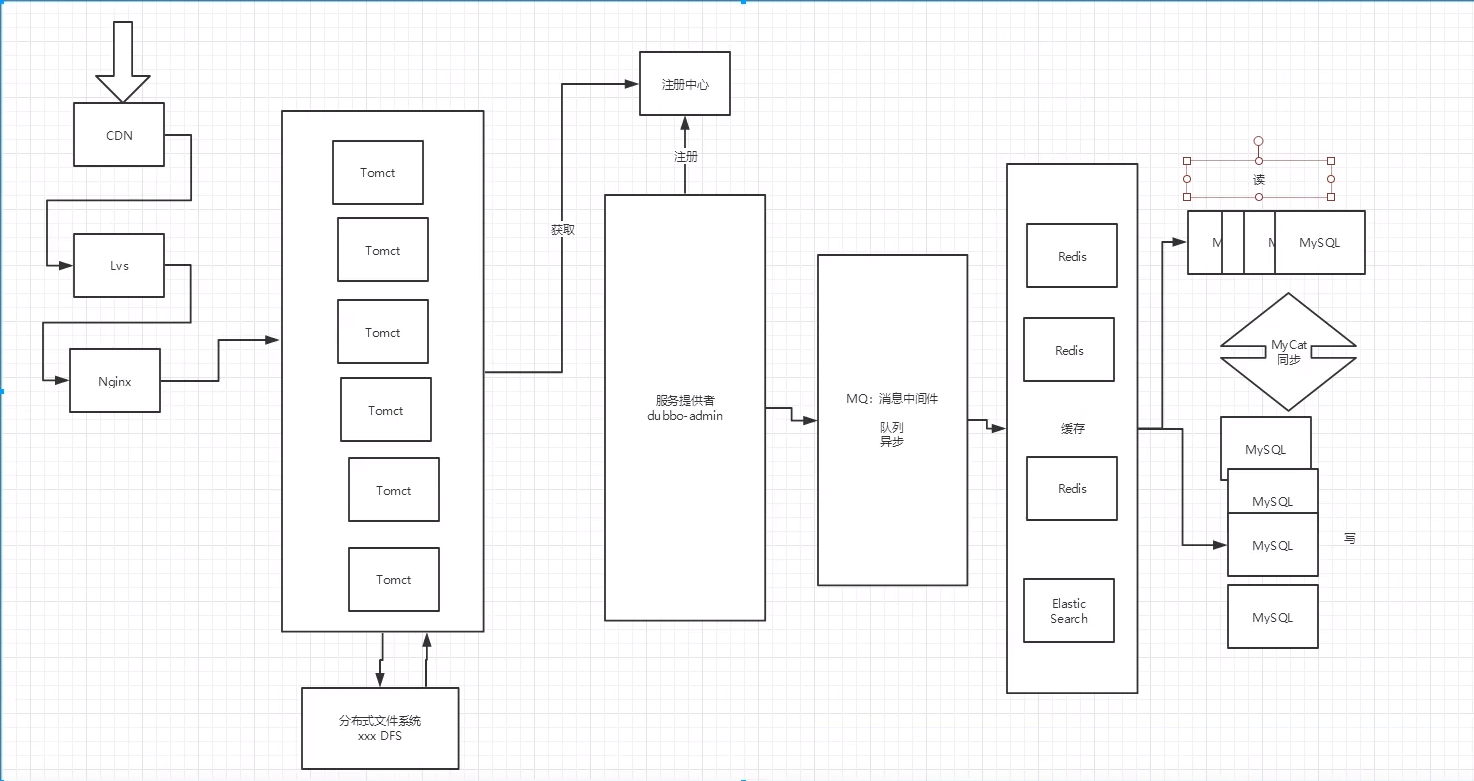 CDN
Lvs
Nginx
Tomct
Tomct
Tomct
Tomct
Tomct
Tomct
分布式文件系统
xxx DFS
获取
注册中心
注册
服务提供者
dubbo-admin
MQ：消息中间件
队列
异步
Redis
Redis
缓存
Redis
Elastic
Search
读
M
M
MySQL
MyCat
同步
MySQL
MySQL
MySQL
写
MySQL